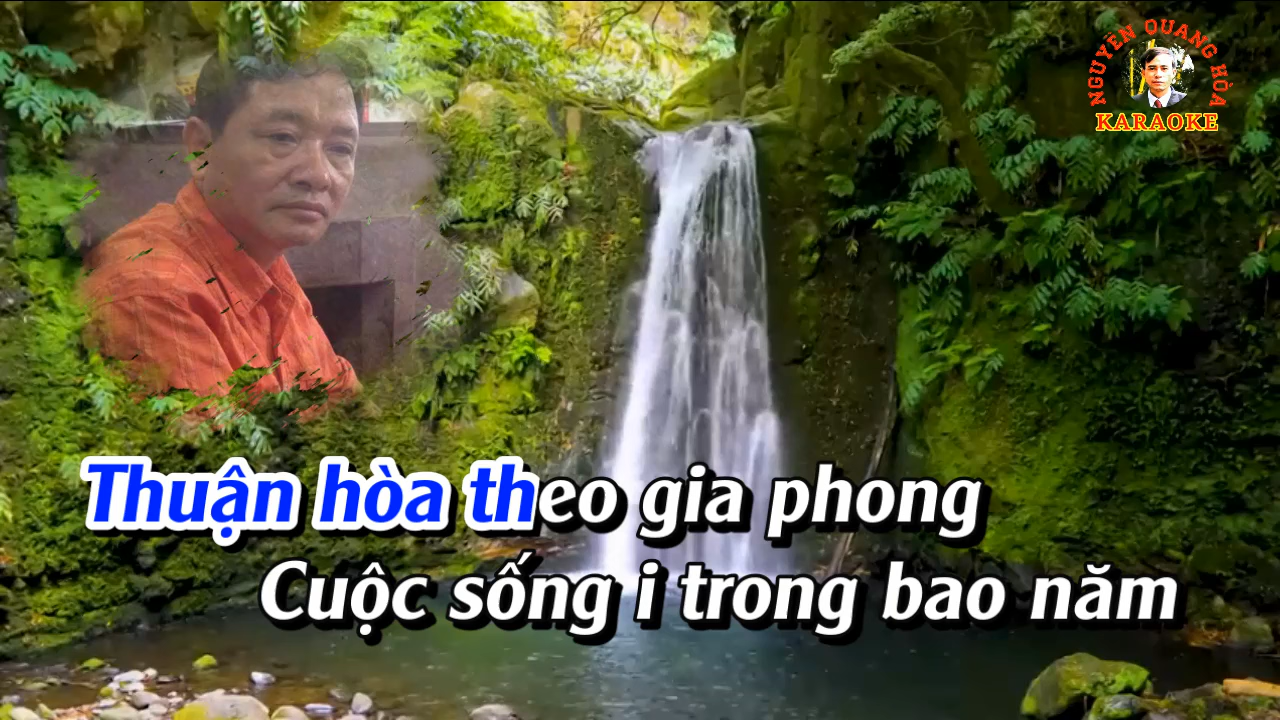 NGUYỄN QUANG HÒA
KARAOKE
Thuận hòa theo gia phong
Cuộc sống i trong bao năm